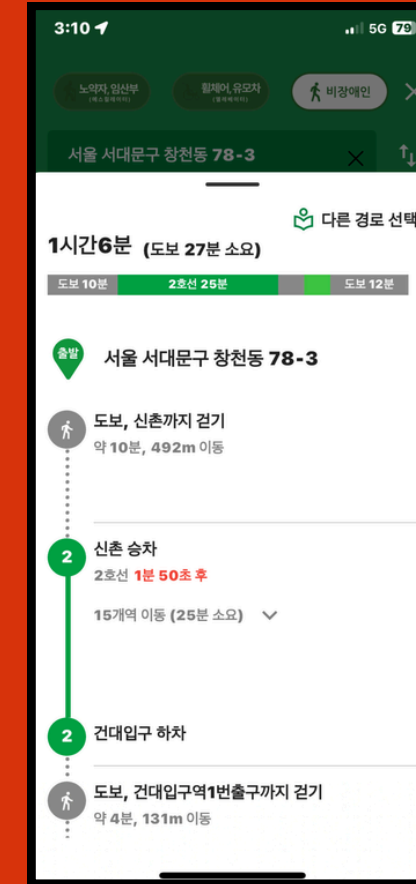 3:10
5G 79
노약자, 임산부
휠체어, 유모차
비장애인
서울 서대문구 창천동 78-3
다른 경로 선택
1시간6분 (도보 27분 소요)
도보 10분 2호선 25분 도보 12분
출발
서울 서대문구 창천동 78-3
도보, 신촌까지 걷기
약 10분, 492m 이동
2
신촌 승차
2호선 1분 50초 후
15개역 이동 (25분 소요)
2
건대입구 하차
도보, 건대입구역1번출구까지 걷기
약 4분, 131m 이동